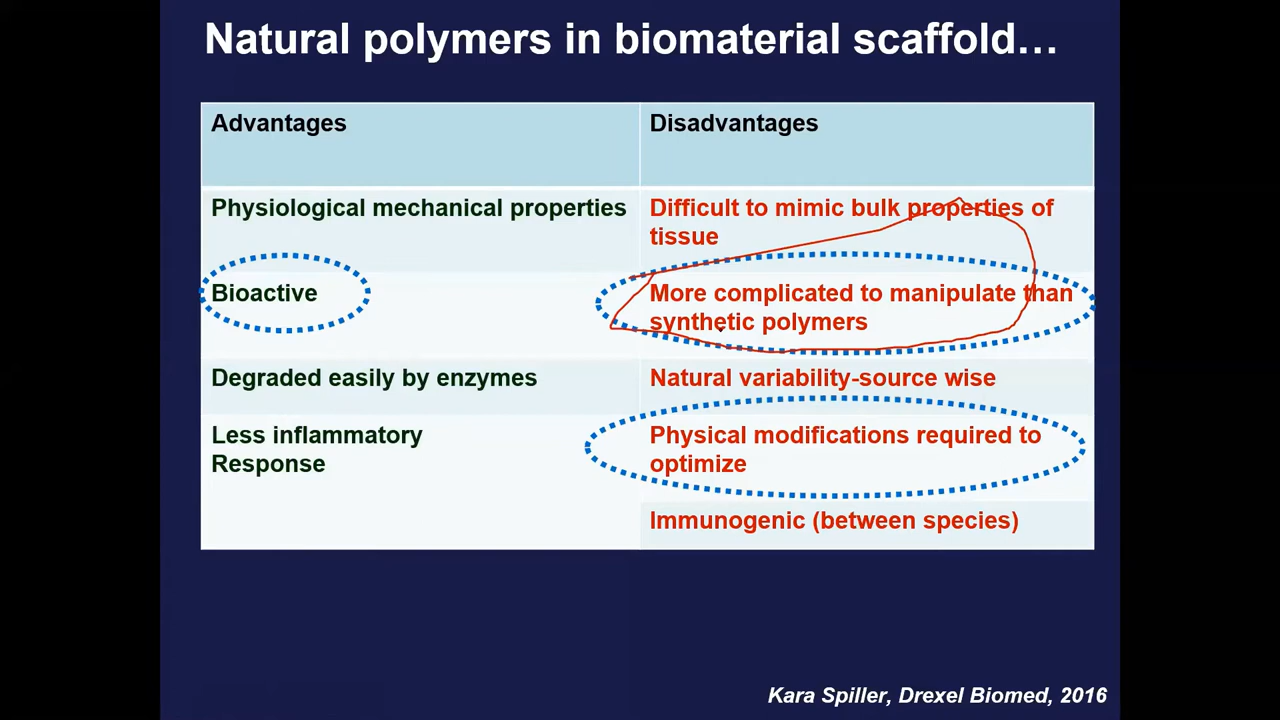 Natural polymers in biomaterial scaffold…
Advantages
Disadvantages
Physiological mechanical properties
Difficult to mimic bulk properties of
tissue
Bioactive
More complicated to manipulate than
synthetic polymers
Degraded easily by enzymes
Natural variability-source wise
Less inflammatory
Response
Physical modifications required to
optimize
Immunogenic (between species)
Kara Spiller, Drexel Biomed, 2016